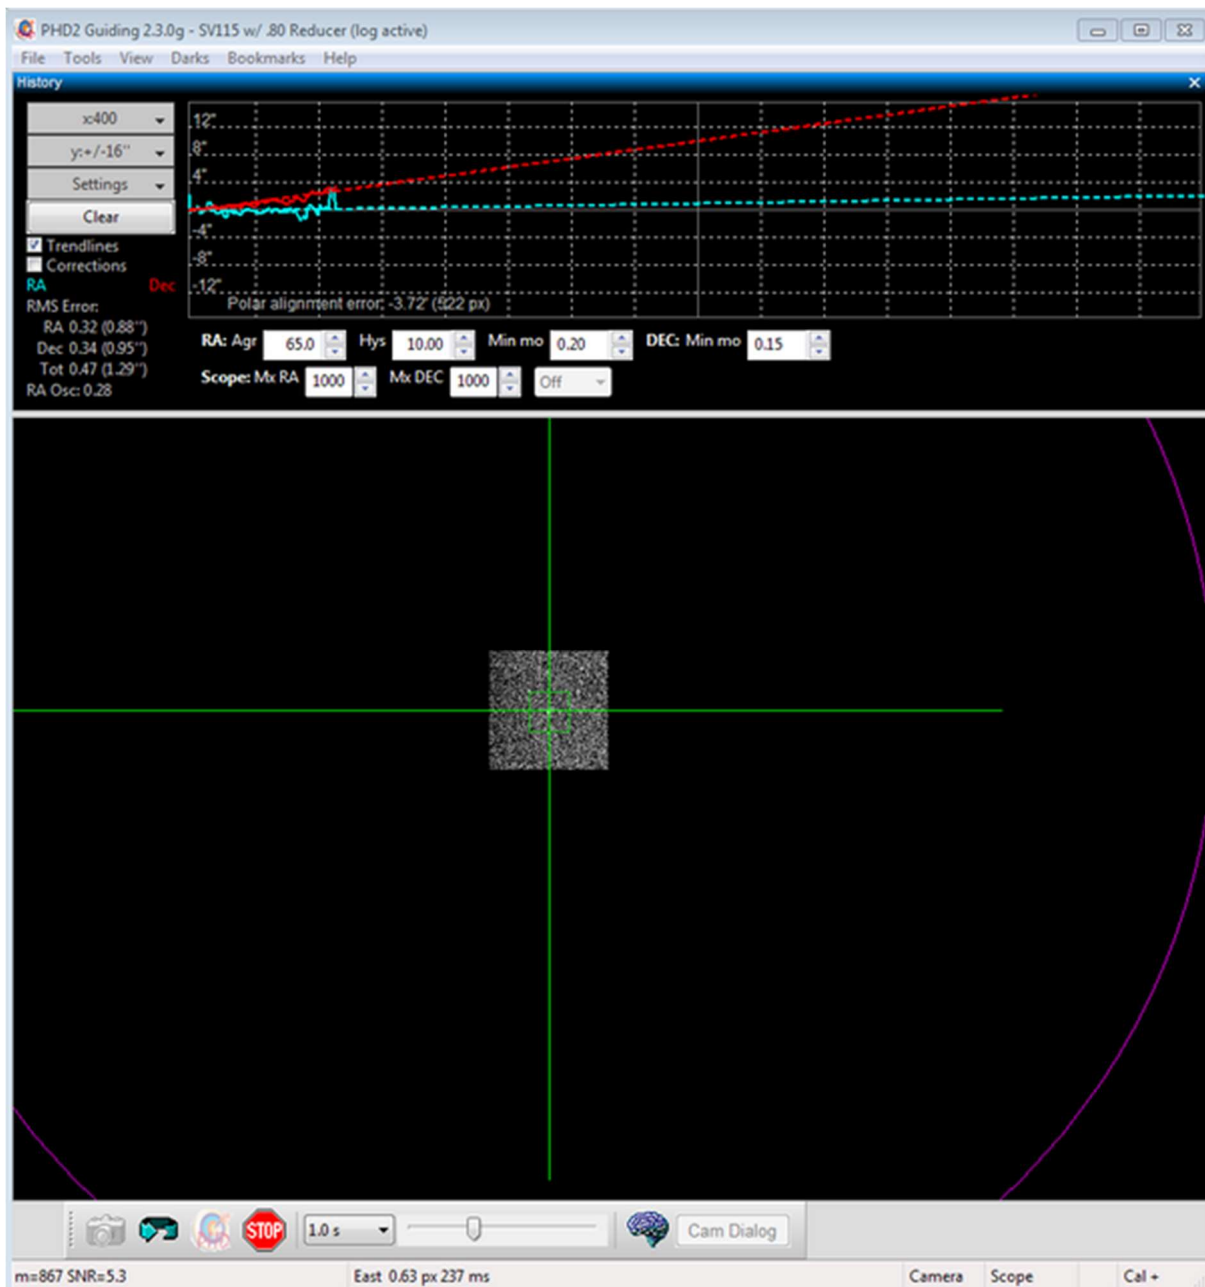 PHD2 Guiding 2.3.0g - SV115 w/ .80 Reducer (log active)
File Tools View Darks Bookmarks Help
History
x:400
y:+/-16"
Settings
Clear
Trendlines
Corrections
RA Dec
RMS Error:
RA 0.32 (0.88")
Dec 0.34 (0.95")
Tot 0.47 (1.29")
RA Osc: 0.28
12"
8"
4"
-4"
-8"
-12"
Polar alignment error: -3.72' (522 px)
RA: Agr 65.0 Hys 10.00 Min mo 0.20 DEC: Min mo 0.15
Scope: Mx RA 1000 Mx DEC 1000 Off
STOP 1.0 s Cam Dialog
m=867 SNR=5.3 East 0.63 px 237 ms Camera Scope Cal +